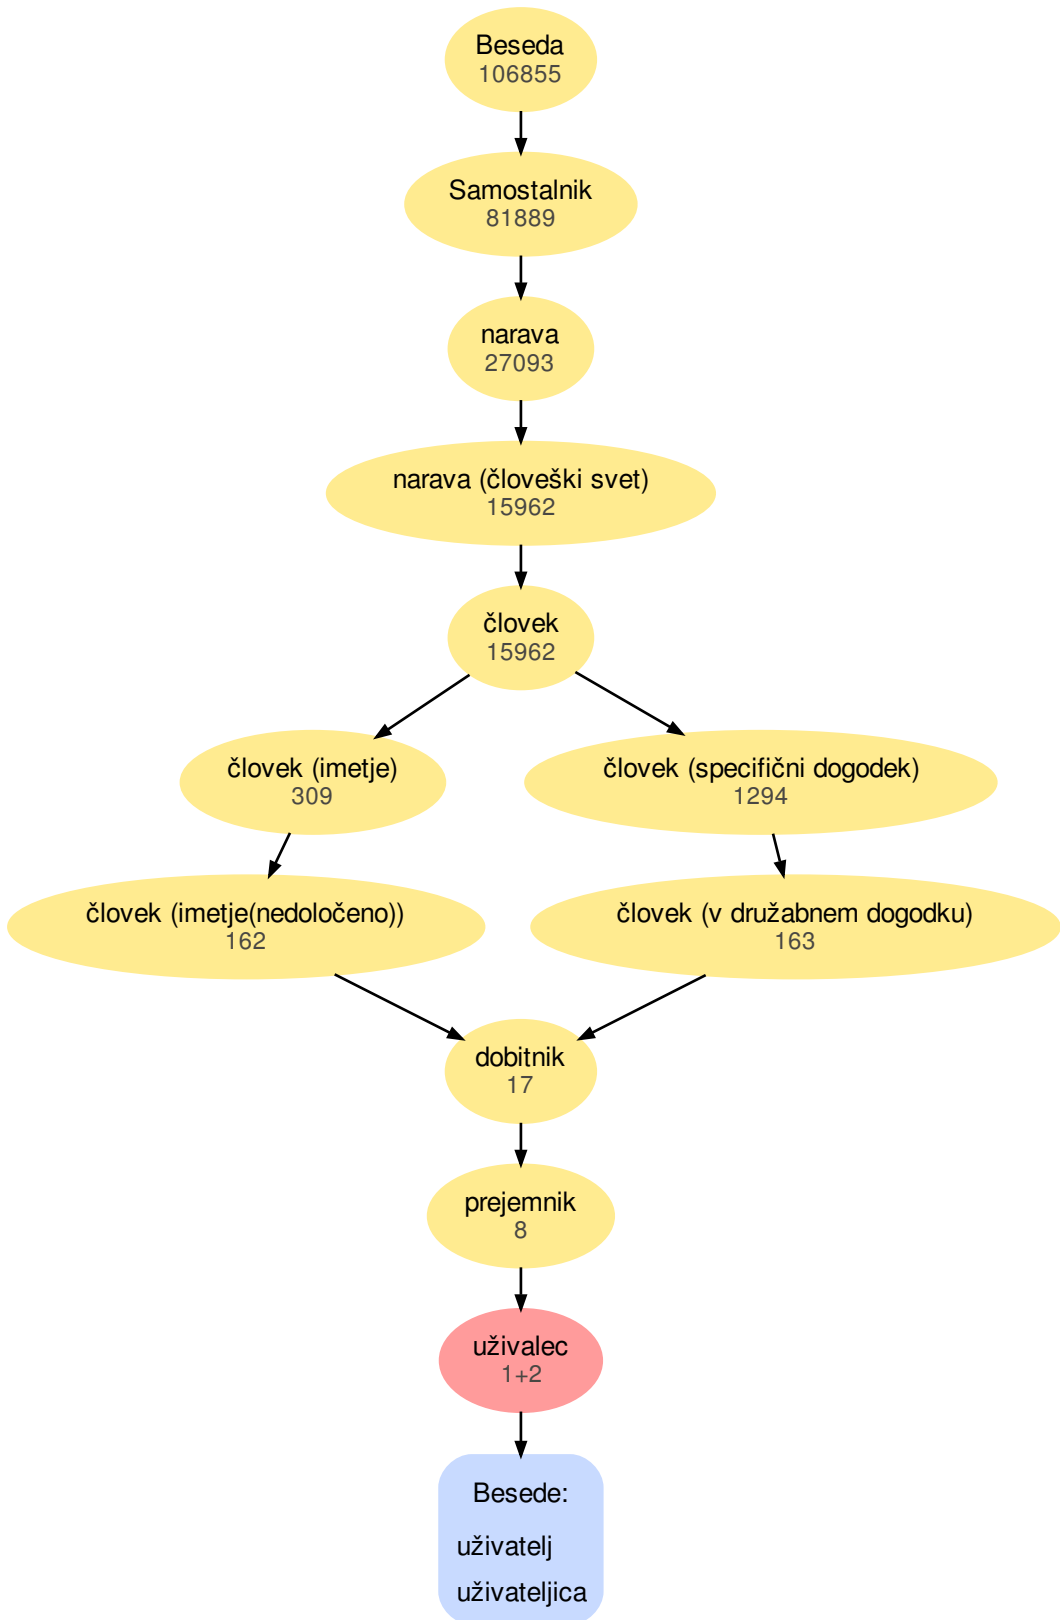 Beseda
106855
Samostalnik
81889
narava
27093
narava (človeški svet)
15962
človek
15962
človek (imetje)
309
človek (specifični dogodek)
1294
človek (imetje(nedoločeno))
162
človek (v družabnem dogodku)
163
dobitnik
17
prejemnik
8
uživalec
1+2
Besede:
uživatelj
uživateljica